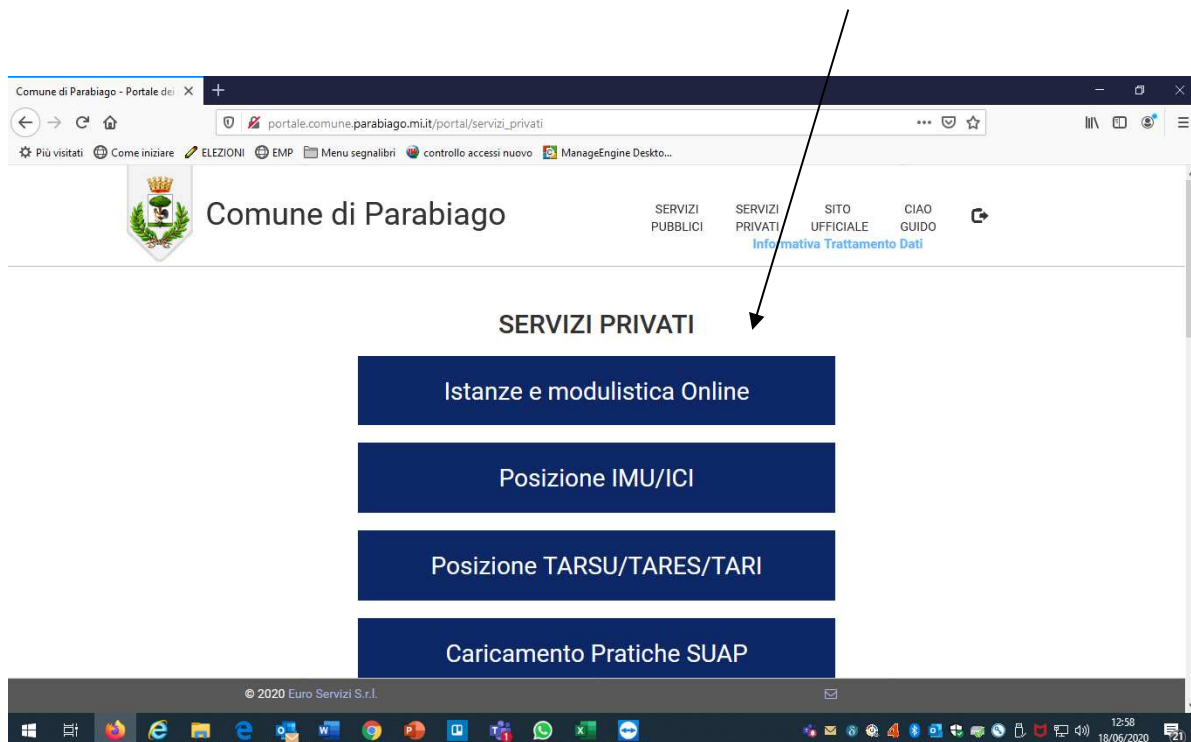 Comune di Parabiago - Portale dei
portale.comune.parabiago.mi.it/portal/servizi_privati
Più visitati Come iniziare ELEZIONI EMP Menu segnalibri controllo accessi nuovo ManageEngine Deskto...
Comune di Parabiago
SERVIZI PUBBLICI
SERVIZI PRIVATI
SITO UFFICIALE
CIAO GUIDO
Informativa Trattamento Dati
SERVIZI PRIVATI
Istanze e modulistica Online
Posizione IMU/ICI
Posizione TARSU/TARES/TARI
Caricamento Pratiche SUAP
© 2020 Euro Servizi S.r.l.
12:58
18/06/2020
21